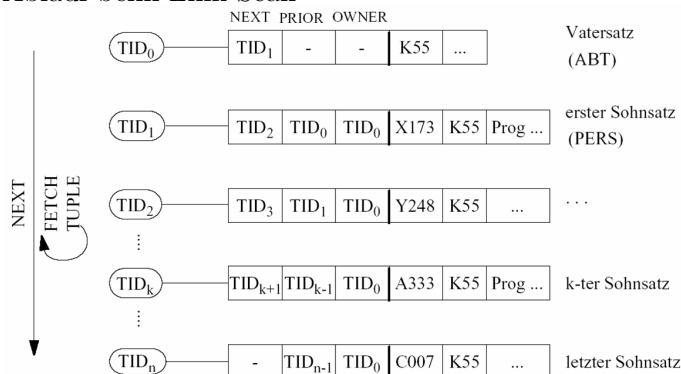 NEXT PRIOR OWNER
TID0 TID1 - - K55 ... Vatersatz
(ABT)
TID1 TID2 TID0 TID0 X173 K55 Prog ... erster Sohnsatz
(PERS)
NEXT
FETCH
TUPLE
TID2 TID3 TID1 TID0 Y248 K55 ... ...
TIDk TIDk+1 TIDk-1 TID0 A333 K55 Prog ... k-ter Sohnsatz
TIDn - TIDn-1 TID0 C007 K55 ... letzter Sohnsatz